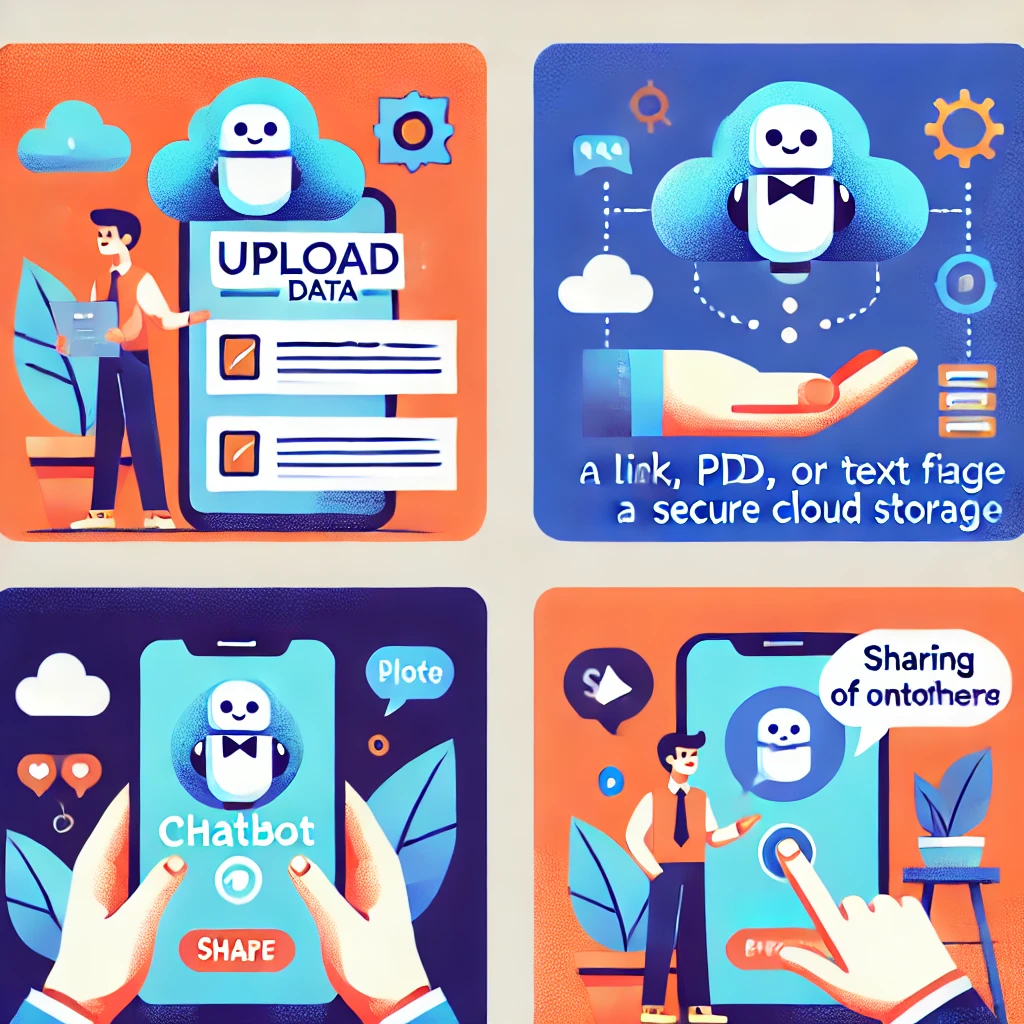 UPLOAD
DATA
A link, PDD, or text fiage
a secure cloud storage
Plote
Chatbot
SHAPE
Sharing
of ontothers